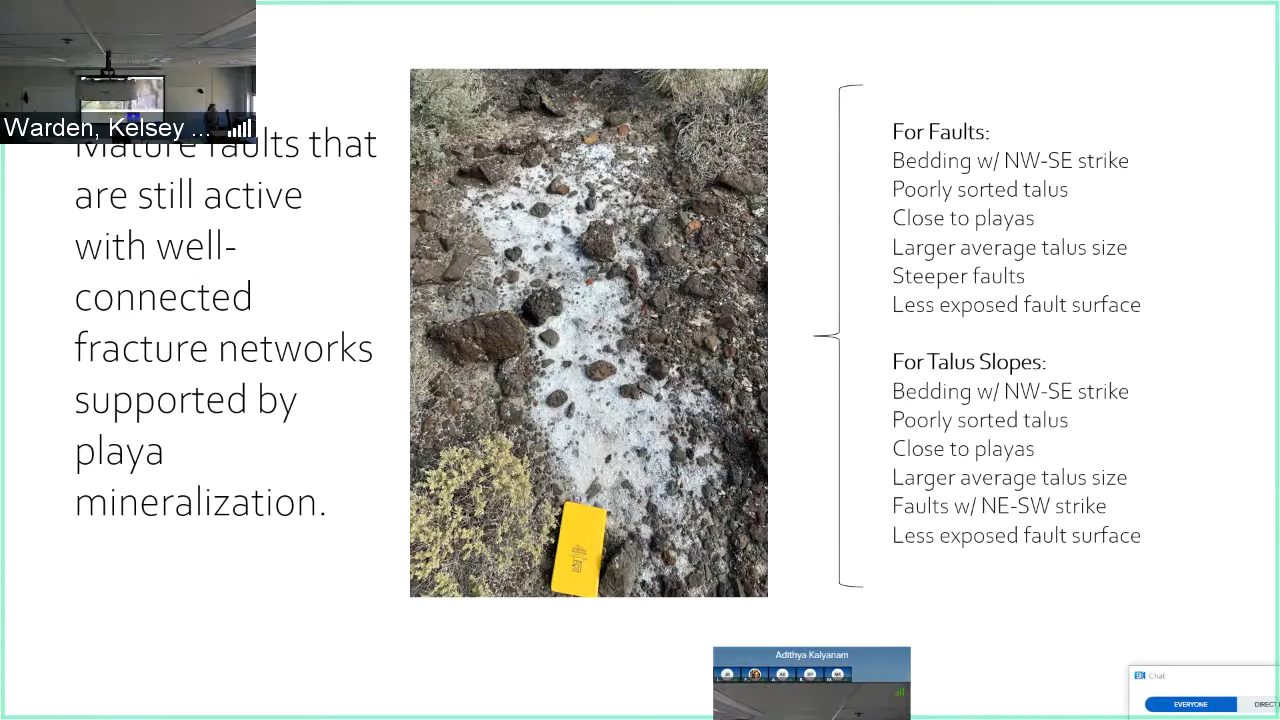 Warden, Kelsey ...
Mature faults that
are still active
with well-
connected
fracture networks
supported by
playa
mineralization.
For Faults:
Bedding w/ NW-SE strike
Poorly sorted talus
Close to playas
Larger average talus size
Steeper faults
Less exposed fault surface
For Talus Slopes:
Bedding w/ NW-SE strike
Poorly sorted talus
Close to playas
Larger average talus size
Faults w/ NE-SW strike
Less exposed fault surface
Adithya Kalyanam
Chat
EVERYONE
DIRECT